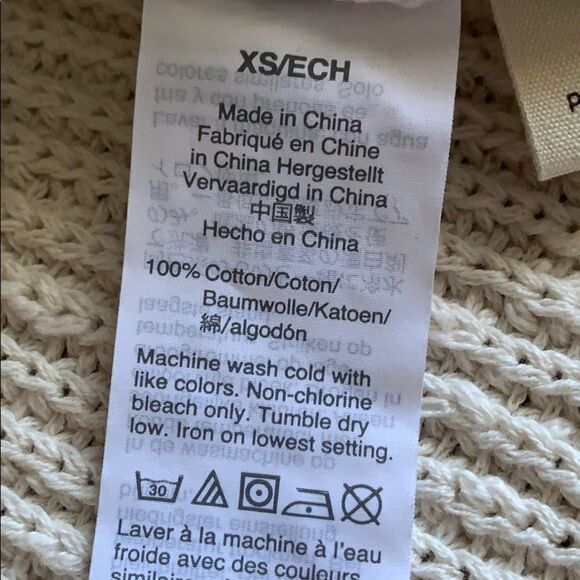 XS/ECH
Made in China
Fabriqué en Chine
in China Hergestellt
Vervaardigd in China
中国製
Hecho en China
100% Cotton/Coton/
Baumwolle/Katoen/
綿/algodón
Machine wash cold with
like colors. Non-chlorine
bleach only. Tumble dry
low. Iron on lowest setting.
30
Laver à la machine à l'eau
froide avec des couleurs
similaires
P